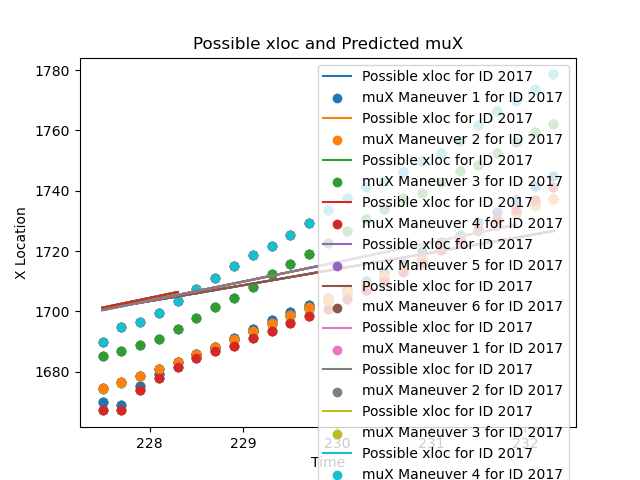 Possible xloc and Predicted muX
X Location
1780
1760
1740
1720
1700
1680
228
229
230
231
232
Time
Possible xloc for ID 2017
muX Maneuver 1 for ID 2017
Possible xloc for ID 2017
muX Maneuver 2 for ID 2017
Possible xloc for ID 2017
muX Maneuver 3 for ID 2017
Possible xloc for ID 2017
muX Maneuver 4 for ID 2017
Possible xloc for ID 2017
muX Maneuver 5 for ID 2017
Possible xloc for ID 2017
muX Maneuver 6 for ID 2017
Possible xloc for ID 2017
muX Maneuver 1 for ID 2017
Possible xloc for ID 2017
muX Maneuver 2 for ID 2017
Possible xloc for ID 2017
muX Maneuver 3 for ID 2017
Possible xloc for ID 2017
muX Maneuver 4 for ID 2017